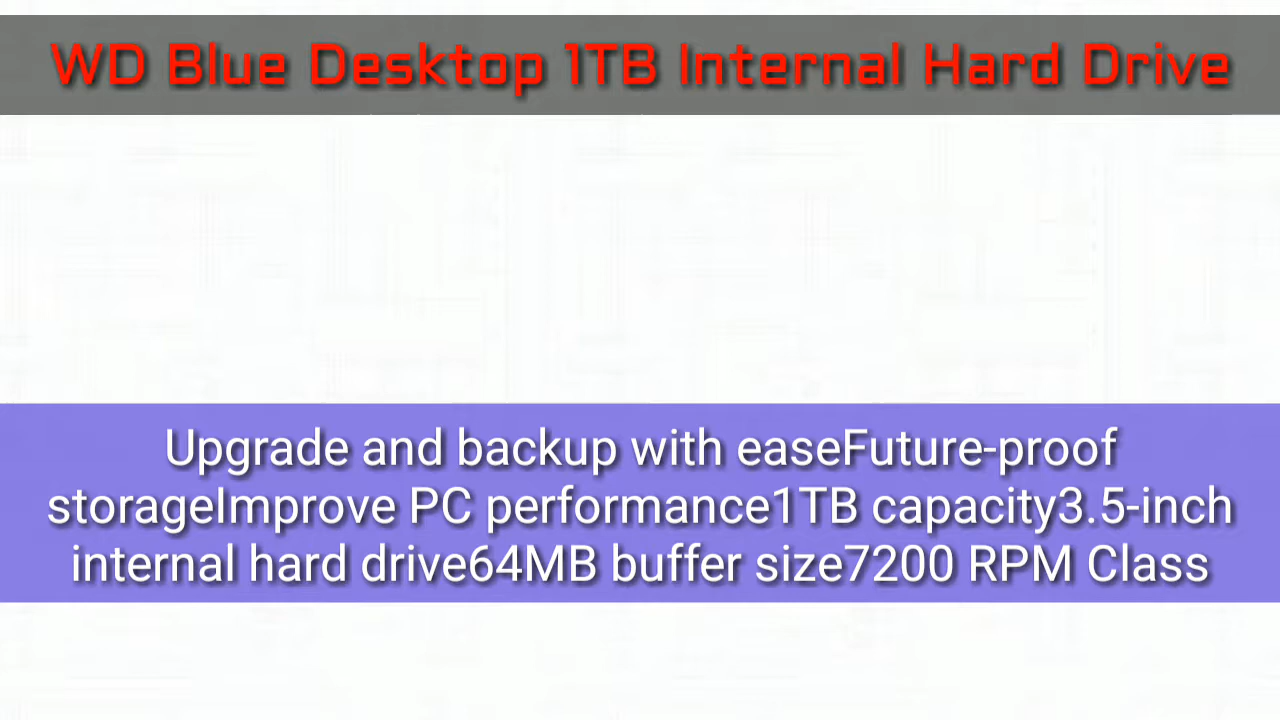 WD Blue Desktop 1TB Internal Hard Drive
Upgrade and backup with easeFuture-proof
storageImprove PC performance1TB capacity3.5-inch
internal hard drive64MB buffer size7200 RPM Class